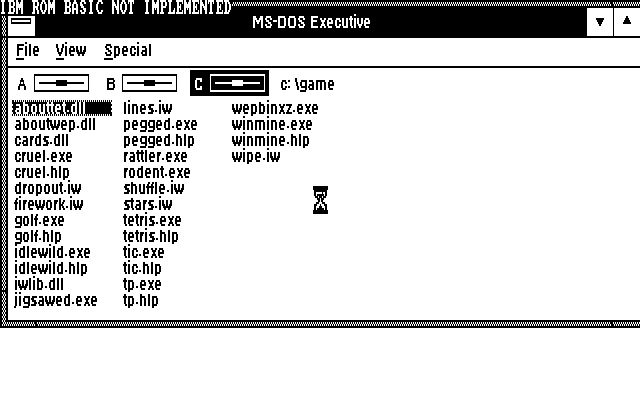 IBM ROM BASIC NOT IMPLEMENTED
MS-DOS Executive
File View Special
A B C c: \game
abouttet.dll lines.iw wepbinxz.exe
aboutwep.dll pegged.exe winmine.exe
cards.dll pegged.hlp winmine.hlp
cruel.exe rattler.exe wipe.iw
cruel.hlp rodent.exe
dropout.iw shuffle.iw
firework.iw stars.iw
golf.exe tetris.exe
golf.hlp tetris.hlp
idlewild.exe tic.exe
idlewild.hlp tic.hlp
iwlib.dll tp.exe
jigsawed.exe tp.hlp